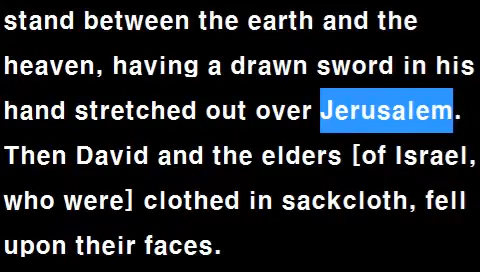 stand between the earth and the
heaven, having a drawn sword in his
hand stretched out over Jerusalem.
Then David and the elders [of Israel,
who were] clothed in sackcloth, fell
upon their faces.